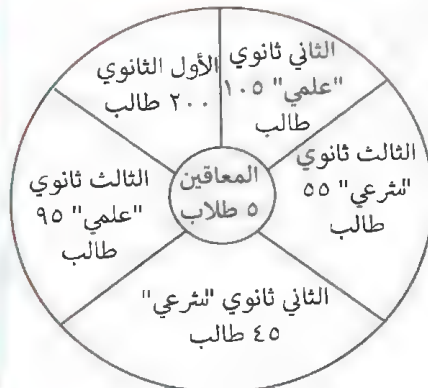 الثاني ثانوي
"علمي" ١٠٥
طالب
الأول الثانوي
٢٠٠ طالب
الثالث ثانوي
"شرعي" ٥٥
طالب
المعاقين
٥ طلاب
الثالث ثانوي
"علمي" ٩٥
طالب
الثاني ثانوي "شرعي"
٤٥ طالب